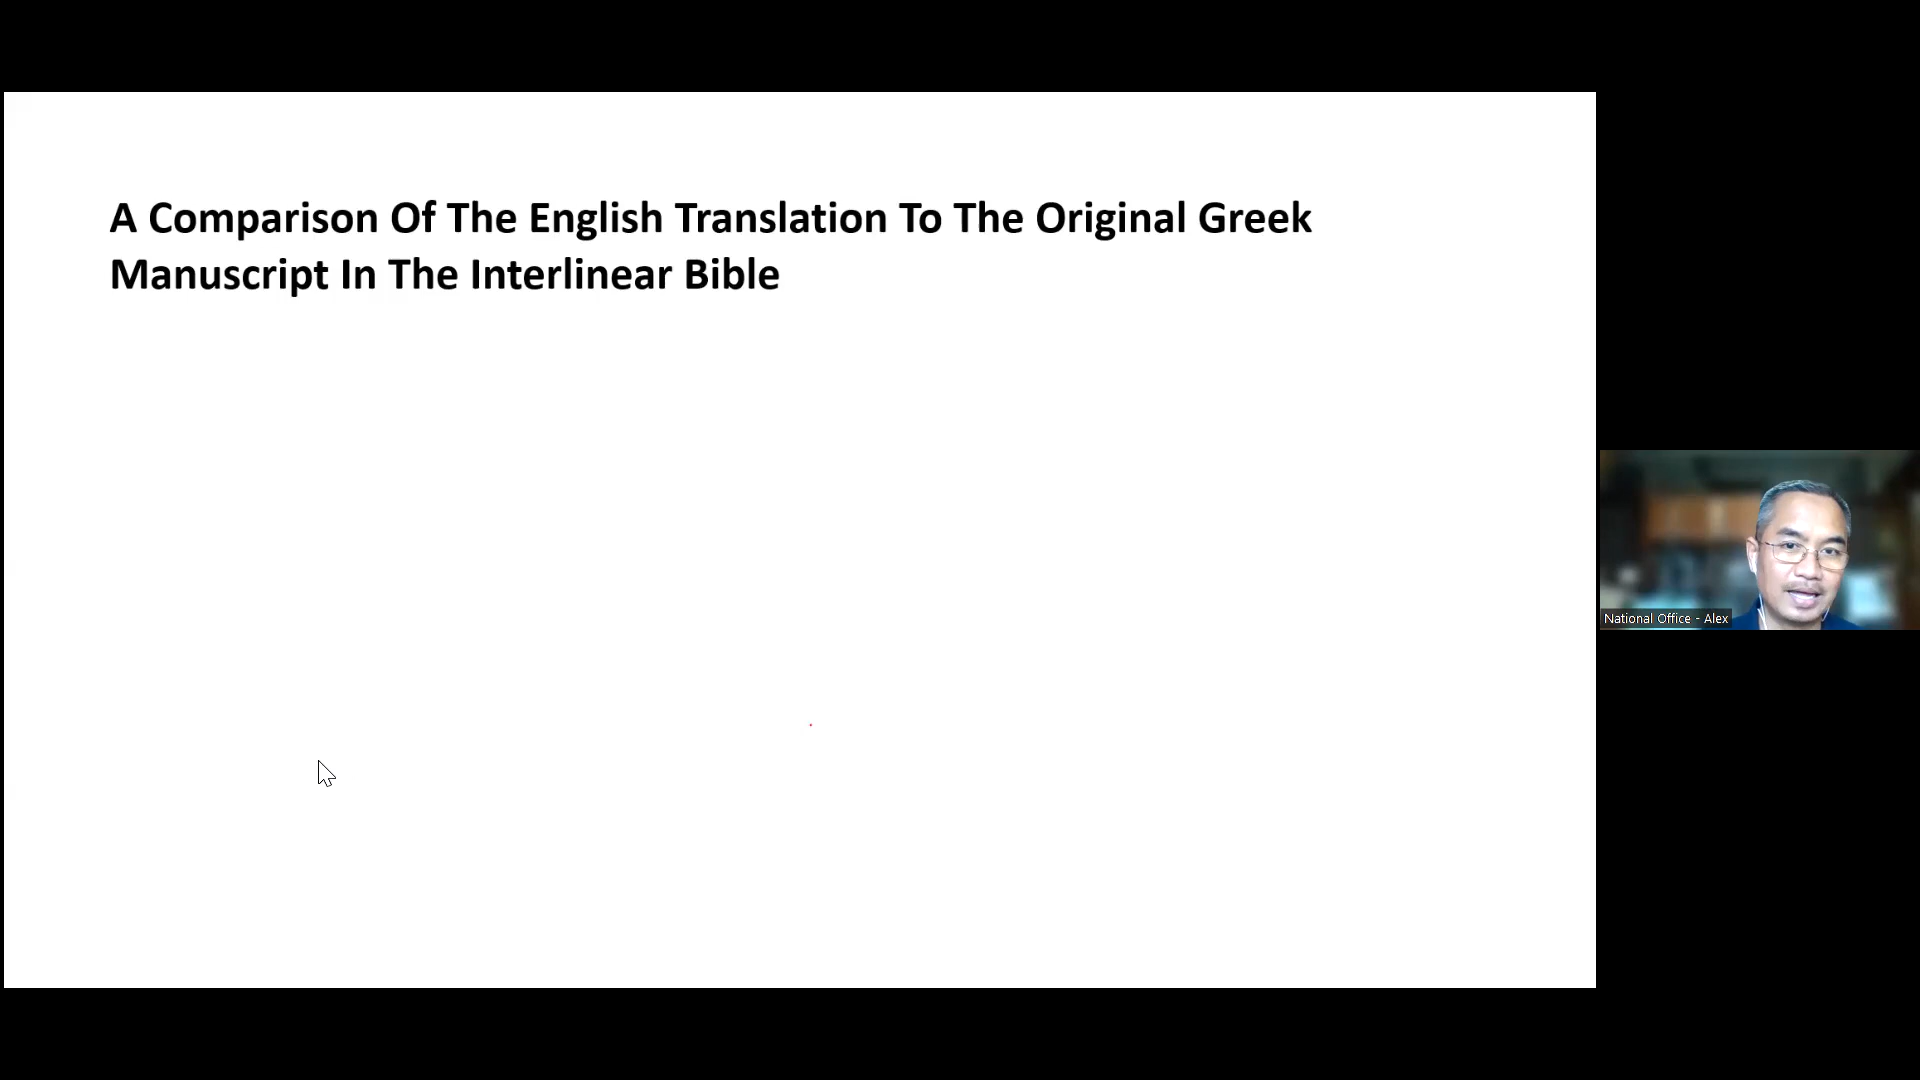 A Comparison Of The English Translation To The Original Greek
Manuscript In The Interlinear Bible
National Office - Alex